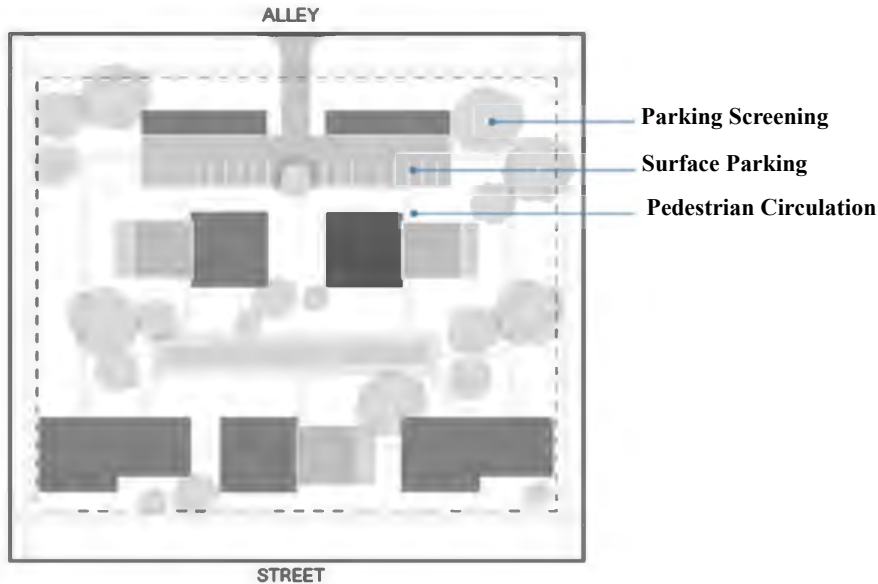 ALLEY
Parking Screening
Surface Parking
Pedestrian Circulation
STREET